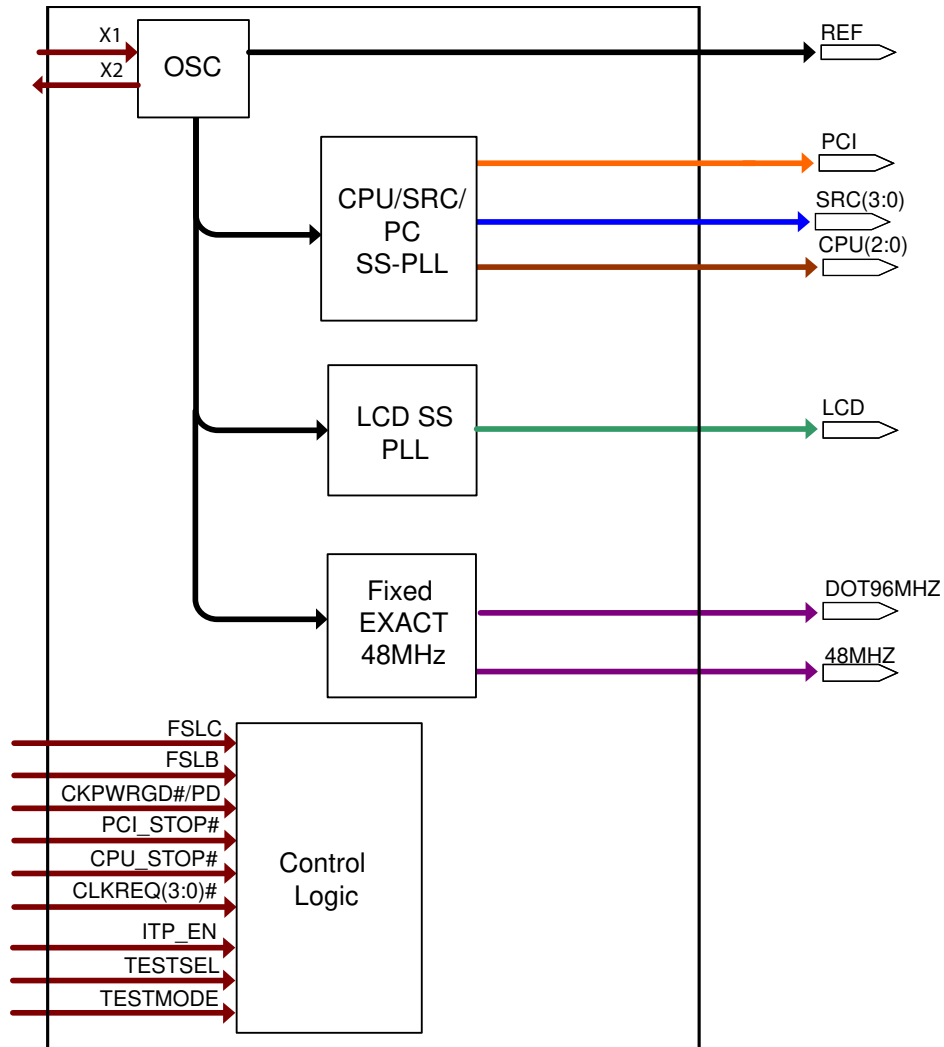 X1
X2
OSC
REF
CPU/SRC/
PC
SS-PLL
PCI
SRC(3:0)
CPU(2:0)
LCD SS
PLL
LCD
Fixed
EXACT
48MHz
DOT96MHZ
48MHZ
FSLC
FSLB
CKPWRGD#/PD
PCI_STOP#
CPU_STOP#
CLKREQ(3:0)#
ITP_EN
TESTSEL
TESTMODE
Control
Logic